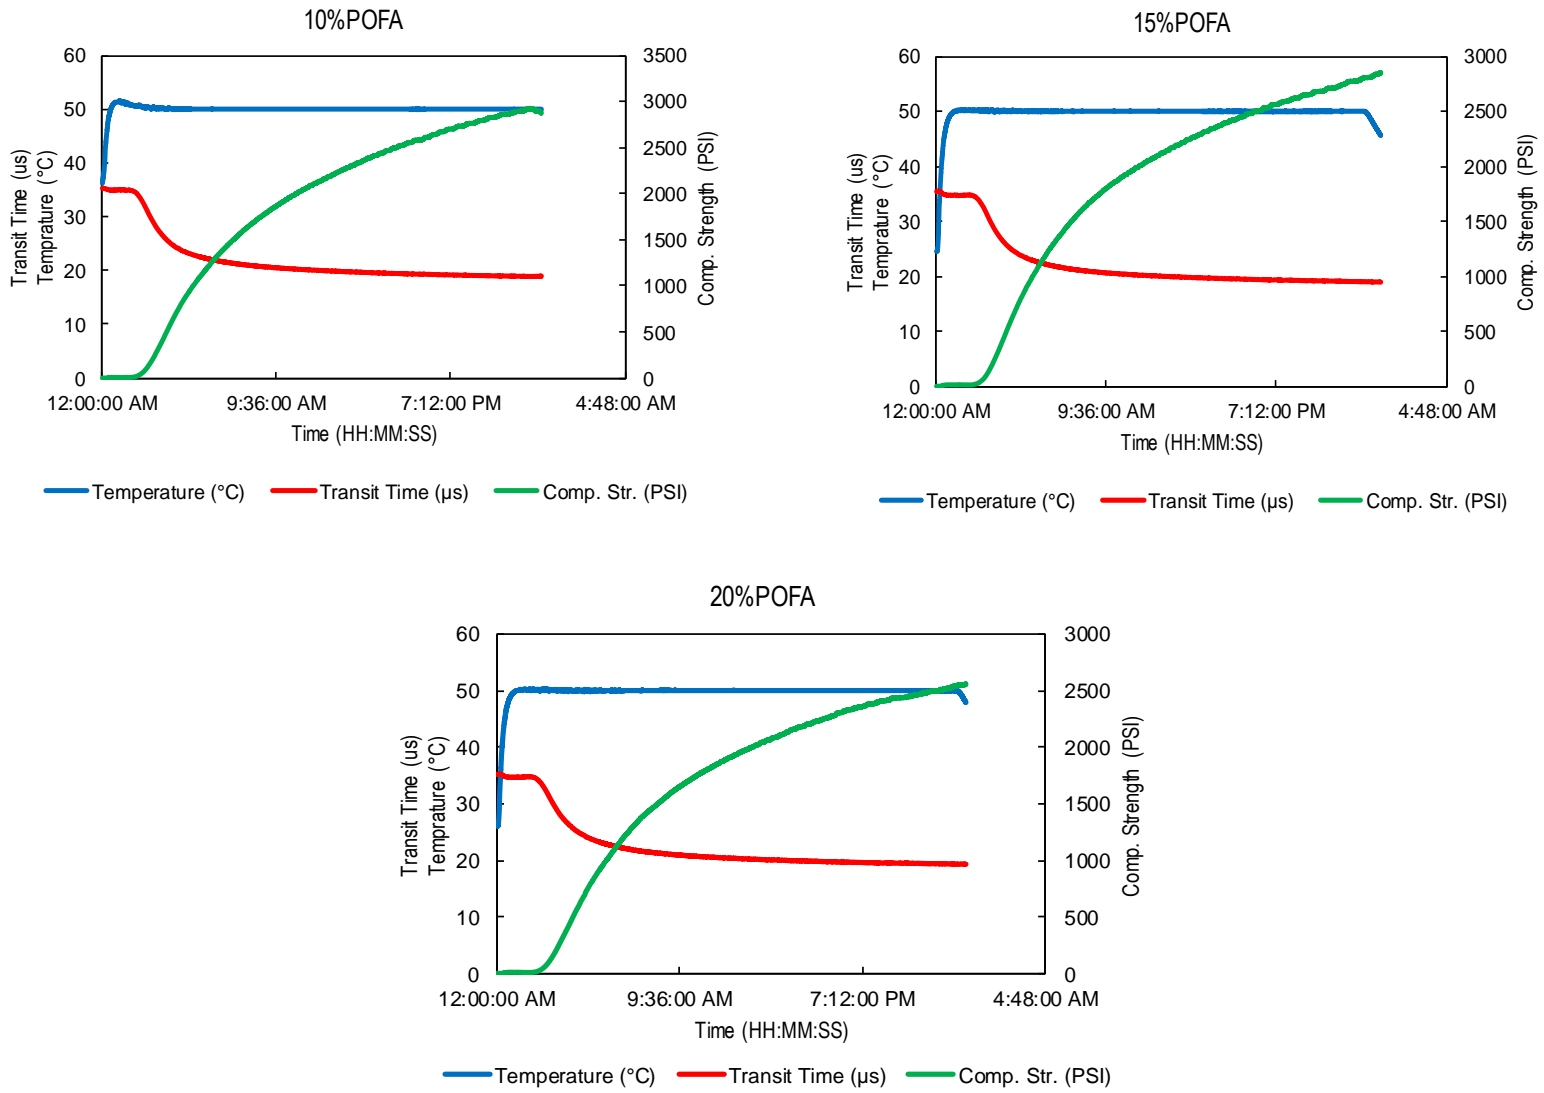 10%POFA
60
50
40
30
20
10
0
Transit Time (us)
Temprature (°C)
3500
3000
2500
2000
1500
1000
500
0
Comp. Strength (PSI)
12:00:00 AM 9:36:00 AM 7:12:00 PM 4:48:00 AM
Time (HH:MM:SS)
Temperature (°C) Transit Time (µs) Comp. Str. (PSI)
15%POFA
60
50
40
30
20
10
0
Transit Time (us)
Temprature (°C)
3000
2500
2000
1500
1000
500
0
Comp. Strength (PSI)
12:00:00 AM 9:36:00 AM 7:12:00 PM 4:48:00 AM
Time (HH:MM:SS)
Temperature (°C) Transit Time (µs) Comp. Str. (PSI)
20%POFA
60
50
40
30
20
10
0
Transit Time (us)
Temprature (°C)
3000
2500
2000
1500
1000
500
0
Comp. Strength (PSI)
12:00:00 AM 9:36:00 AM 7:12:00 PM 4:48:00 AM
Time (HH:MM:SS)
Temperature (°C) Transit Time (µs) Comp. Str. (PSI)